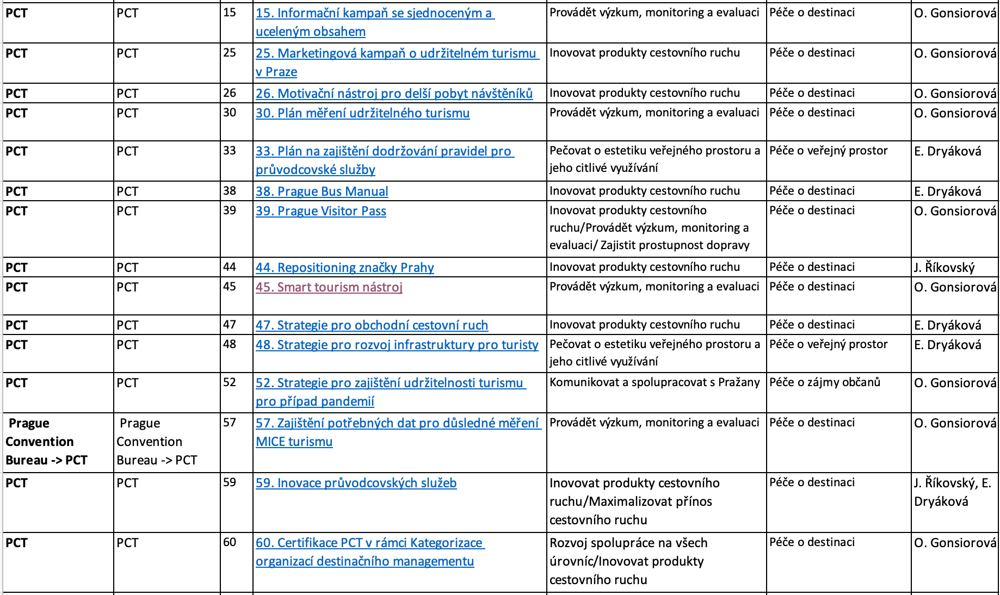 PCT PCT 15 15. Informační kampaň se sjednoceným a Provádět výzkum, monitoring a evaluaci Péče o destinaci O. Gonsiorová
uceleným obsahem
PCT PCT 25 25. Marketingová kampaň o udržitelném turismu Inovovat produkty cestovního ruchu Péče o destinaci O. Gonsiorová
v Praze
PCT PCT 26 26. Motivační nástroj pro delší pobyt návštěníků Inovovat produkty cestovního ruchu Péče o destinaci O. Gonsiorová
PCT PCT 30 30. Plán měření udržitelného turismu Provádět výzkum, monitoring a evaluaci Péče o destinaci O. Gonsiorová
PCT PCT 33 33. Plán na zajištění dodržování pravidel pro Pečovat o estetiku veřejného prostoru a Péče o veřejný prostor E. Dryáková
průvodcovské služby jeho citlivé využívání
PCT PCT 38 38. Prague Bus Manual Inovovat produkty cestovního ruchu Péče o destinaci E. Dryáková
PCT PCT 39 39. Prague Visitor Pass Inovovat produkty cestovního Péče o destinaci O. Gonsiorová
ruchu/Provádět výzkum, monitoring a
evaluaci/ Zajistit prostupnost dopravy
PCT PCT 44 44. Repositioning značky Prahy Inovovat produkty cestovního ruchu Péče o destinaci J. Říkovský
PCT PCT 45 45. Smart tourism nástroj Provádět výzkum, monitoring a evaluaci Péče o destinaci O. Gonsiorová
PCT PCT 47 47. Strategie pro obchodní cestovní ruch Inovovat produkty cestovního ruchu Péče o destinaci E. Dryáková
PCT PCT 48 48. Strategie pro rozvoj infrastruktury pro turisty Pečovat o estetiku veřejného prostoru a Péče o veřejný prostor E. Dryáková
jeho citlivé využívání
PCT PCT 52 52. Strategie pro zajištění udržitelnosti turismu Komunikovat a spolupracovat s Pražany Péče o zájmy občanů O. Gonsiorová
pro případ pandemií
Prague Prague 57 57. Zajištění potřebných dat pro důsledné měření Provádět výzkum, monitoring a evaluaci Péče o destinaci O. Gonsiorová
Convention Convention MICE turismu
Bureau -> PCT Bureau -> PCT
PCT PCT 59 59. Inovace průvodcovských služeb Inovovat produkty cestovního Péče o destinaci J. Říkovský, E.
ruchu/Maximalizovat přínos Dryáková
cestovního ruchu
PCT PCT 60 60. Certifikace PCT v rámci Kategorizace Rozvoj spolupráce na všech Péče o destinaci O. Gonsiorová
organizací destinačního managementu úrovníc/Inovovat produkty
cestovního ruchu